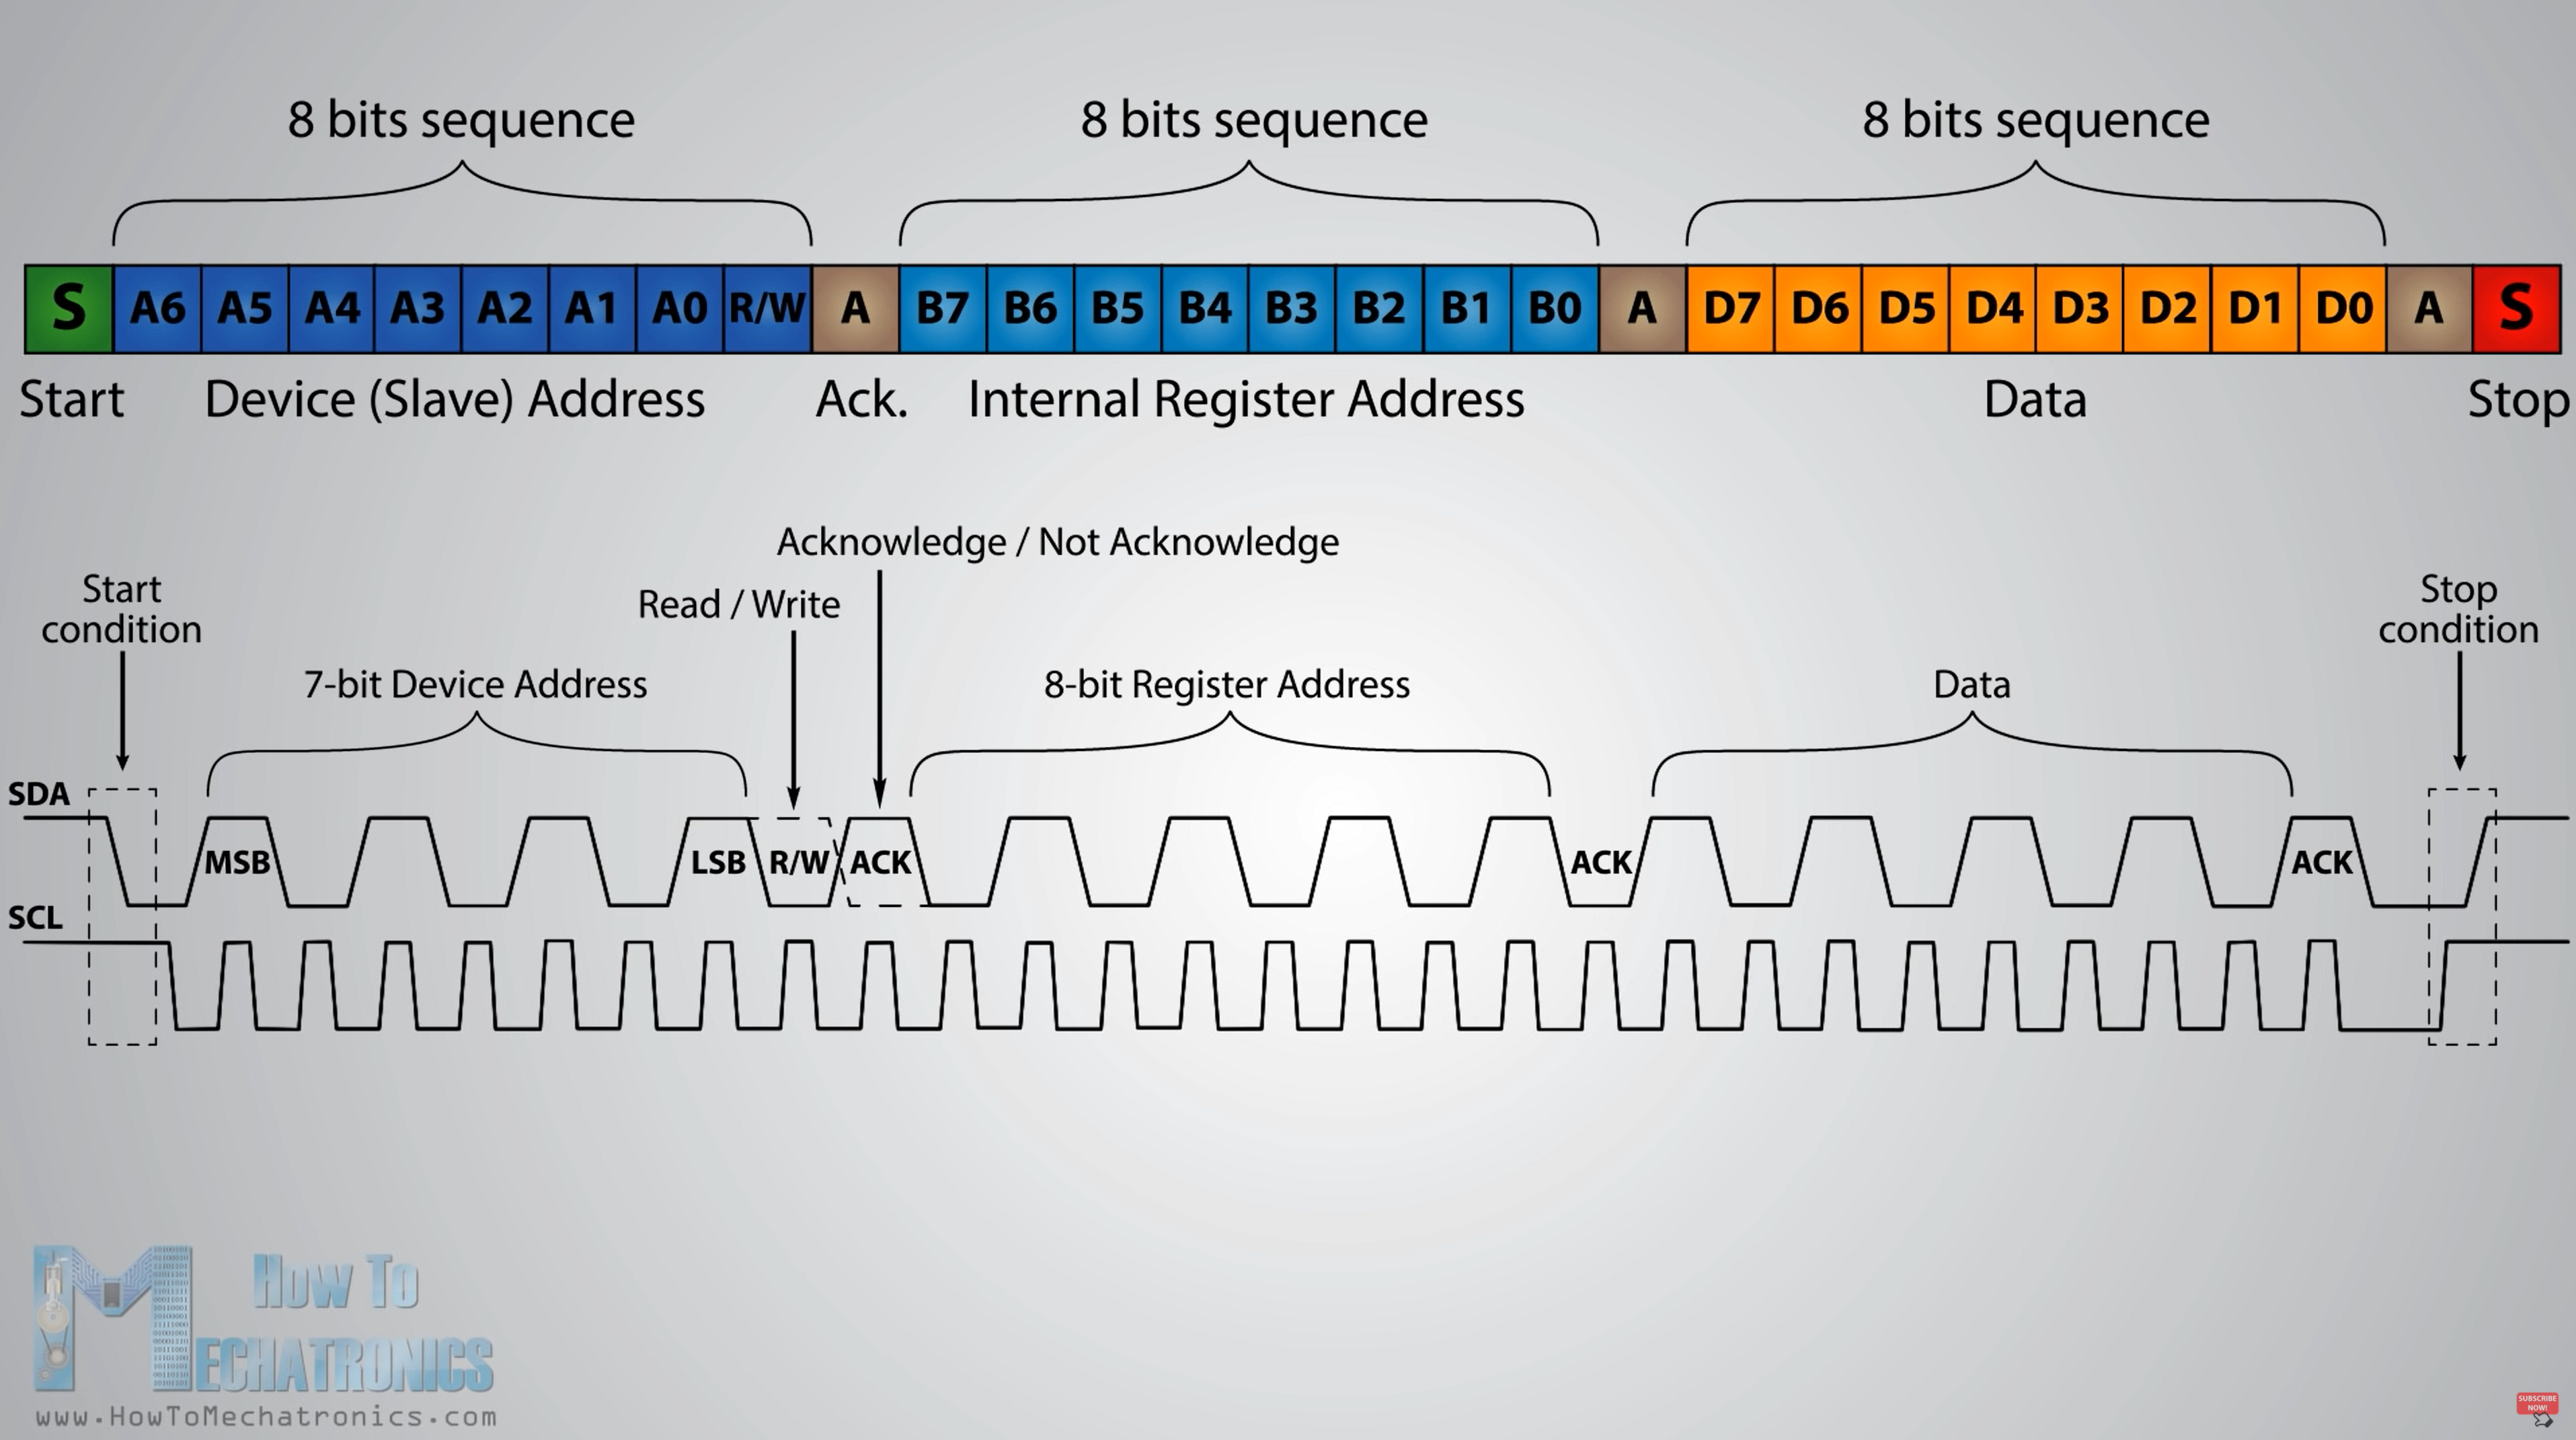 8 bits sequence
8 bits sequence
8 bits sequence
S A6 A5 A4 A3 A2 A1 A0 R/W A B7 B6 B5 B4 B3 B2 B1 B0 A D7 D6 D5 D4 D3 D2 D1 D0 A S
Start
Device (Slave) Address
Ack.
Internal Register Address
Data
Stop
Acknowledge / Not Acknowledge
Read / Write
Start
condition
Stop
condition
7-bit Device Address
8-bit Register Address
Data
SDA
MSB
LSB
R/W
ACK
ACK
ACK
SCL
How To
MECHATRONICS
www.HowToMechatronics.com
SUBSCRIBE
NOW!